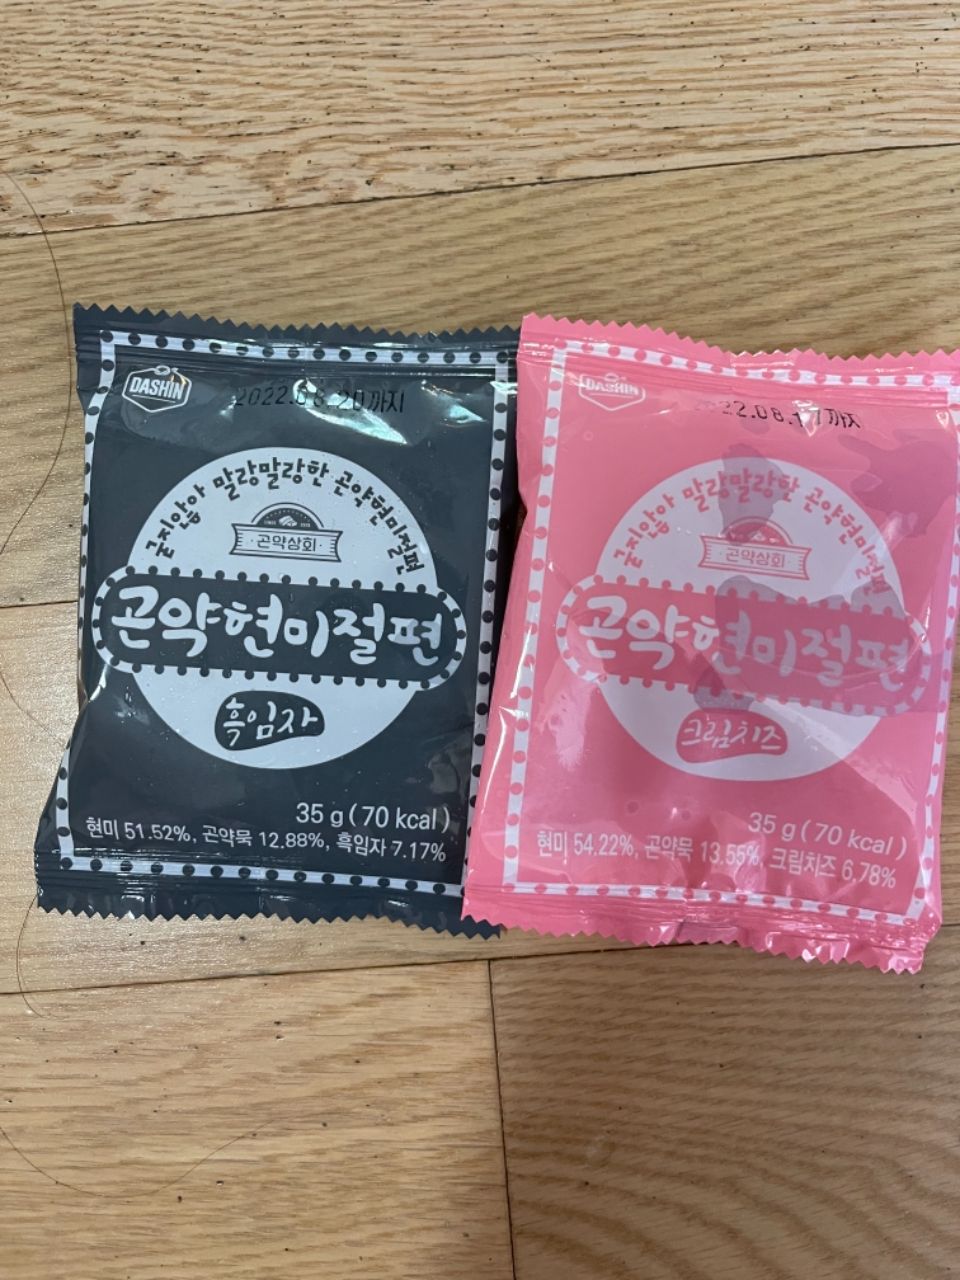 DASHIN
2022.08.20까지
굳지않아 말랑말랑한 곤약현미절편
곤약상회
곤약현미절편
흑임자
35 g ( 70 kcal )
현미 51.52%, 곤약묵 12.88%, 흑임자 7.17%
DASHIN
굳지않아 말랑말랑한 곤약현미절편
곤약상회
곤약현미절편
크림치즈
35 g ( 70 kcal )
현미 54.22%, 곤약묵 13.55%, 크림치즈 6.78%